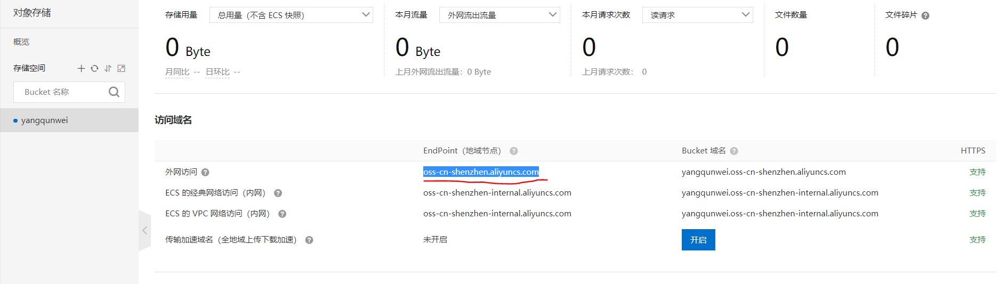 对象存储
概览
存储空间
Bucket 名称
yangqunwei
存储用量 总用量（不含 ECS 快照）
0 Byte
月同比 -- 日环比 --
本月流量 外网流出流量
0 Byte
上月外网流出流量：0 Byte
本月请求次数 读请求
0
上月请求次数： 0
文件数量
0
文件碎片 ?
0
访问域名
EndPoint（地域节点） ? Bucket 域名 ? HTTPS
外网访问 ? oss-cn-shenzhen.aliyuncs.com yangqunwei.oss-cn-shenzhen.aliyuncs.com 支持
ECS 的经典网络访问（内网） ? oss-cn-shenzhen-internal.aliyuncs.com yangqunwei.oss-cn-shenzhen-internal.aliyuncs.com 支持
ECS 的 VPC 网络访问（内网） ? oss-cn-shenzhen-internal.aliyuncs.com yangqunwei.oss-cn-shenzhen-internal.aliyuncs.com 支持
传输加速域名（全地域上传下载加速） ? 未开启 开启 支持